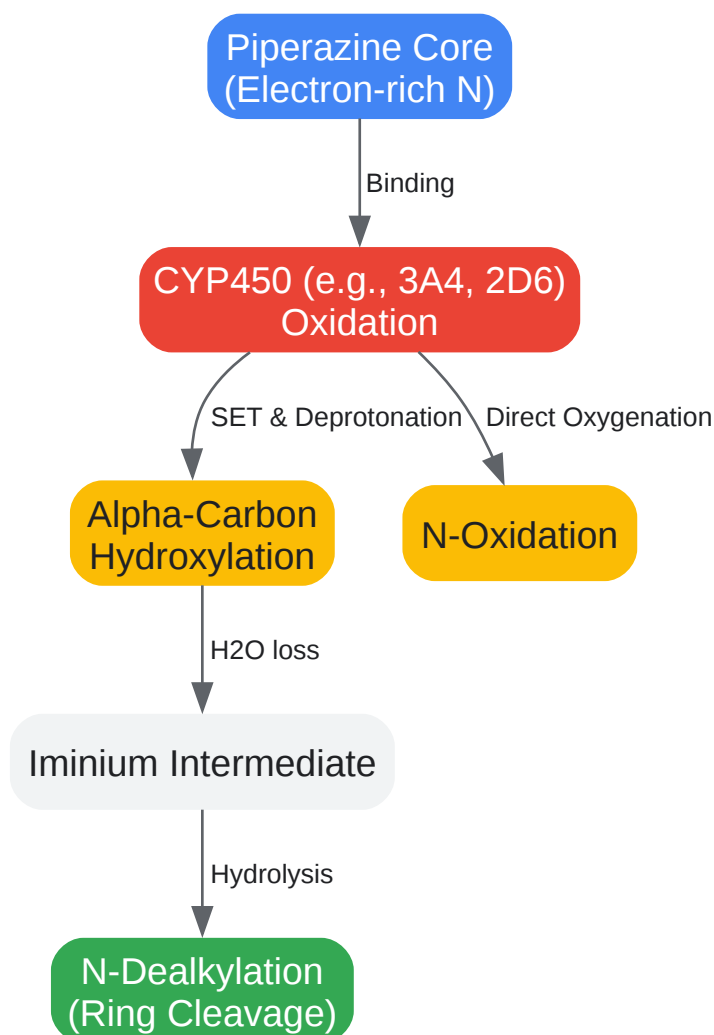 Piperazine Core
(Electron-rich N)
Binding
CYP450 (e.g., 3A4, 2D6)
Oxidation
SET & Deprotonation
Direct Oxygenation
Alpha-Carbon
Hydroxylation
N-Oxidation
H2O loss
Iminium Intermediate
Hydrolysis
N-Dealkylation
(Ring Cleavage)